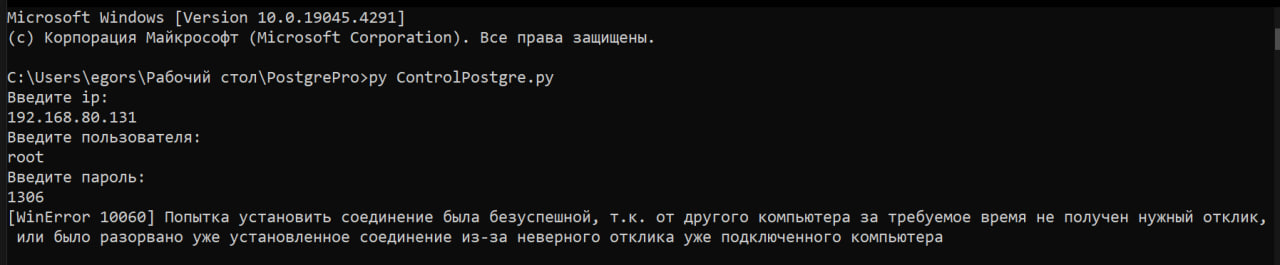 Microsoft Windows [Version 10.0.19045.4291]
(c) Корпорация Майкрософт (Microsoft Corporation). Все права защищены.
C:\Users\egors\Рабочий стол\PostgrePro>py ControlPostgre.py
Введите ip:
192.168.80.131
Введите пользователя:
root
Введите пароль:
1306
[WinError 10060] Попытка установить соединение была безуспешной, т.к. от другого компьютера за требуемое время не получен нужный отклик,
или было разорвано уже установленное соединение из-за неверного отклика уже подключенного компьютера